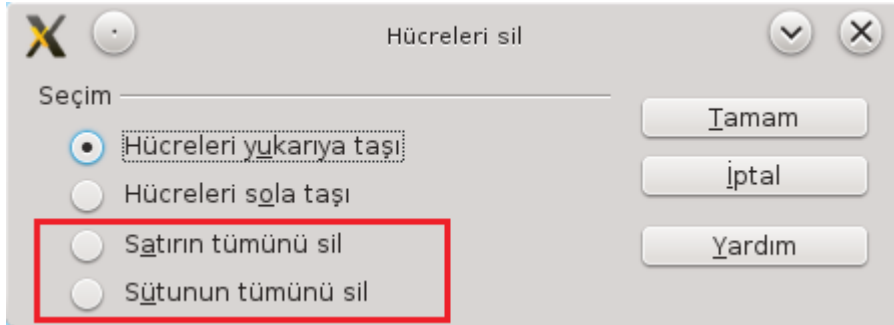 Hücreleri sil
Seçim
Hücreleri yukarıya taşı
Hücreleri sola taşı
Satırın tümünü sil
Sütunun tümünü sil
Tamam
İptal
Yardım